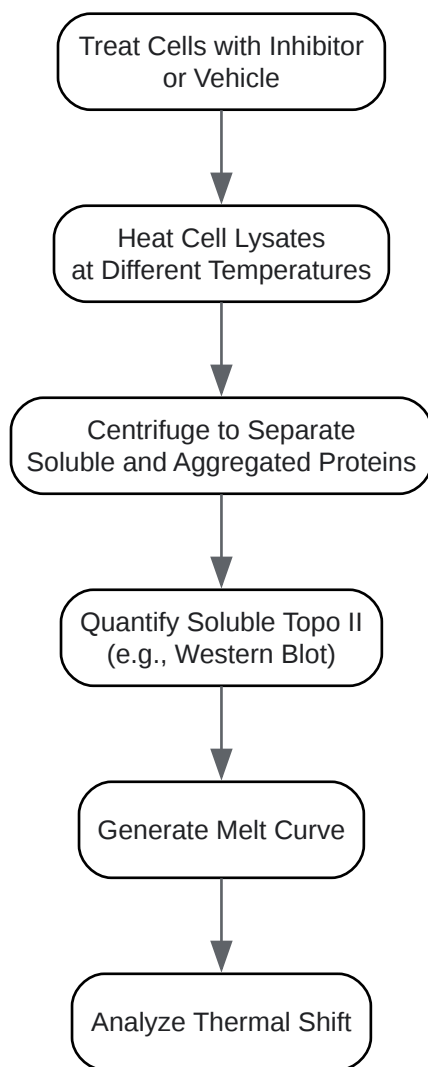 Treat Cells with Inhibitor
or Vehicle
Heat Cell Lysates
at Different Temperatures
Centrifuge to Separate
Soluble and Aggregated Proteins
Quantify Soluble Topo II
(e.g., Western Blot)
Generate Melt Curve
Analyze Thermal Shift